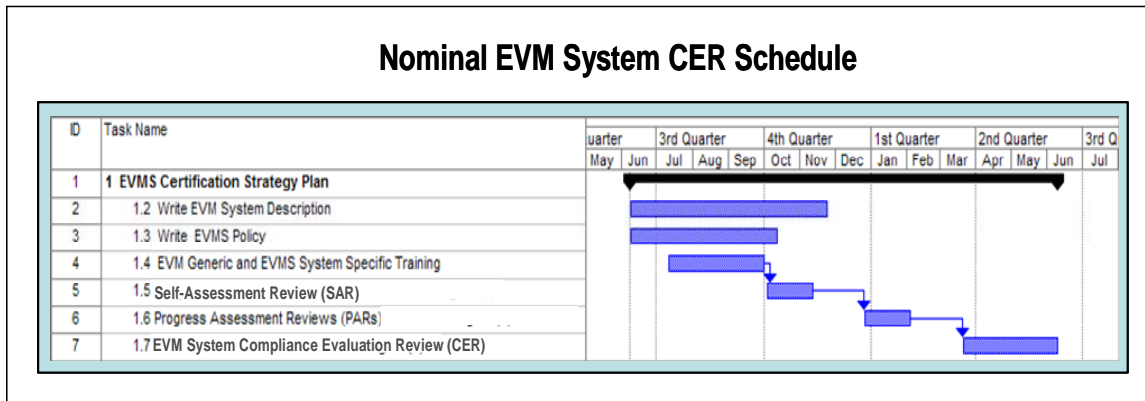 Nominal EVM System CER Schedule
ID Task Name
uarter 3rd Quarter 4th Quarter 1st Quarter 2nd Quarter 3rd Q
May Jun Jul Aug Sep Oct Nov Dec Jan Feb Mar Apr May Jun Jul
1 1 EVMS Certification Strategy Plan
2 1.2 Write EVM System Description
3 1.3 Write EVMS Policy
4 1.4 EVM Generic and EVMS System Specific Training
5 1.5 Self-Assessment Review (SAR)
6 1.6 Progress Assessment Reviews (PARs)
7 1.7 EVM System Compliance Evaluation Review (CER)